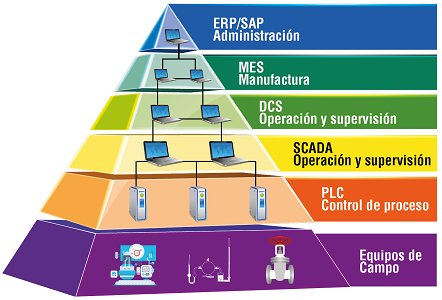 ERP/SAP
Administración
MES
Manufactura
DCS
Operación y supervisión
SCADA
Operación y supervisión
PLC
Control de proceso
Equipos de
Campo